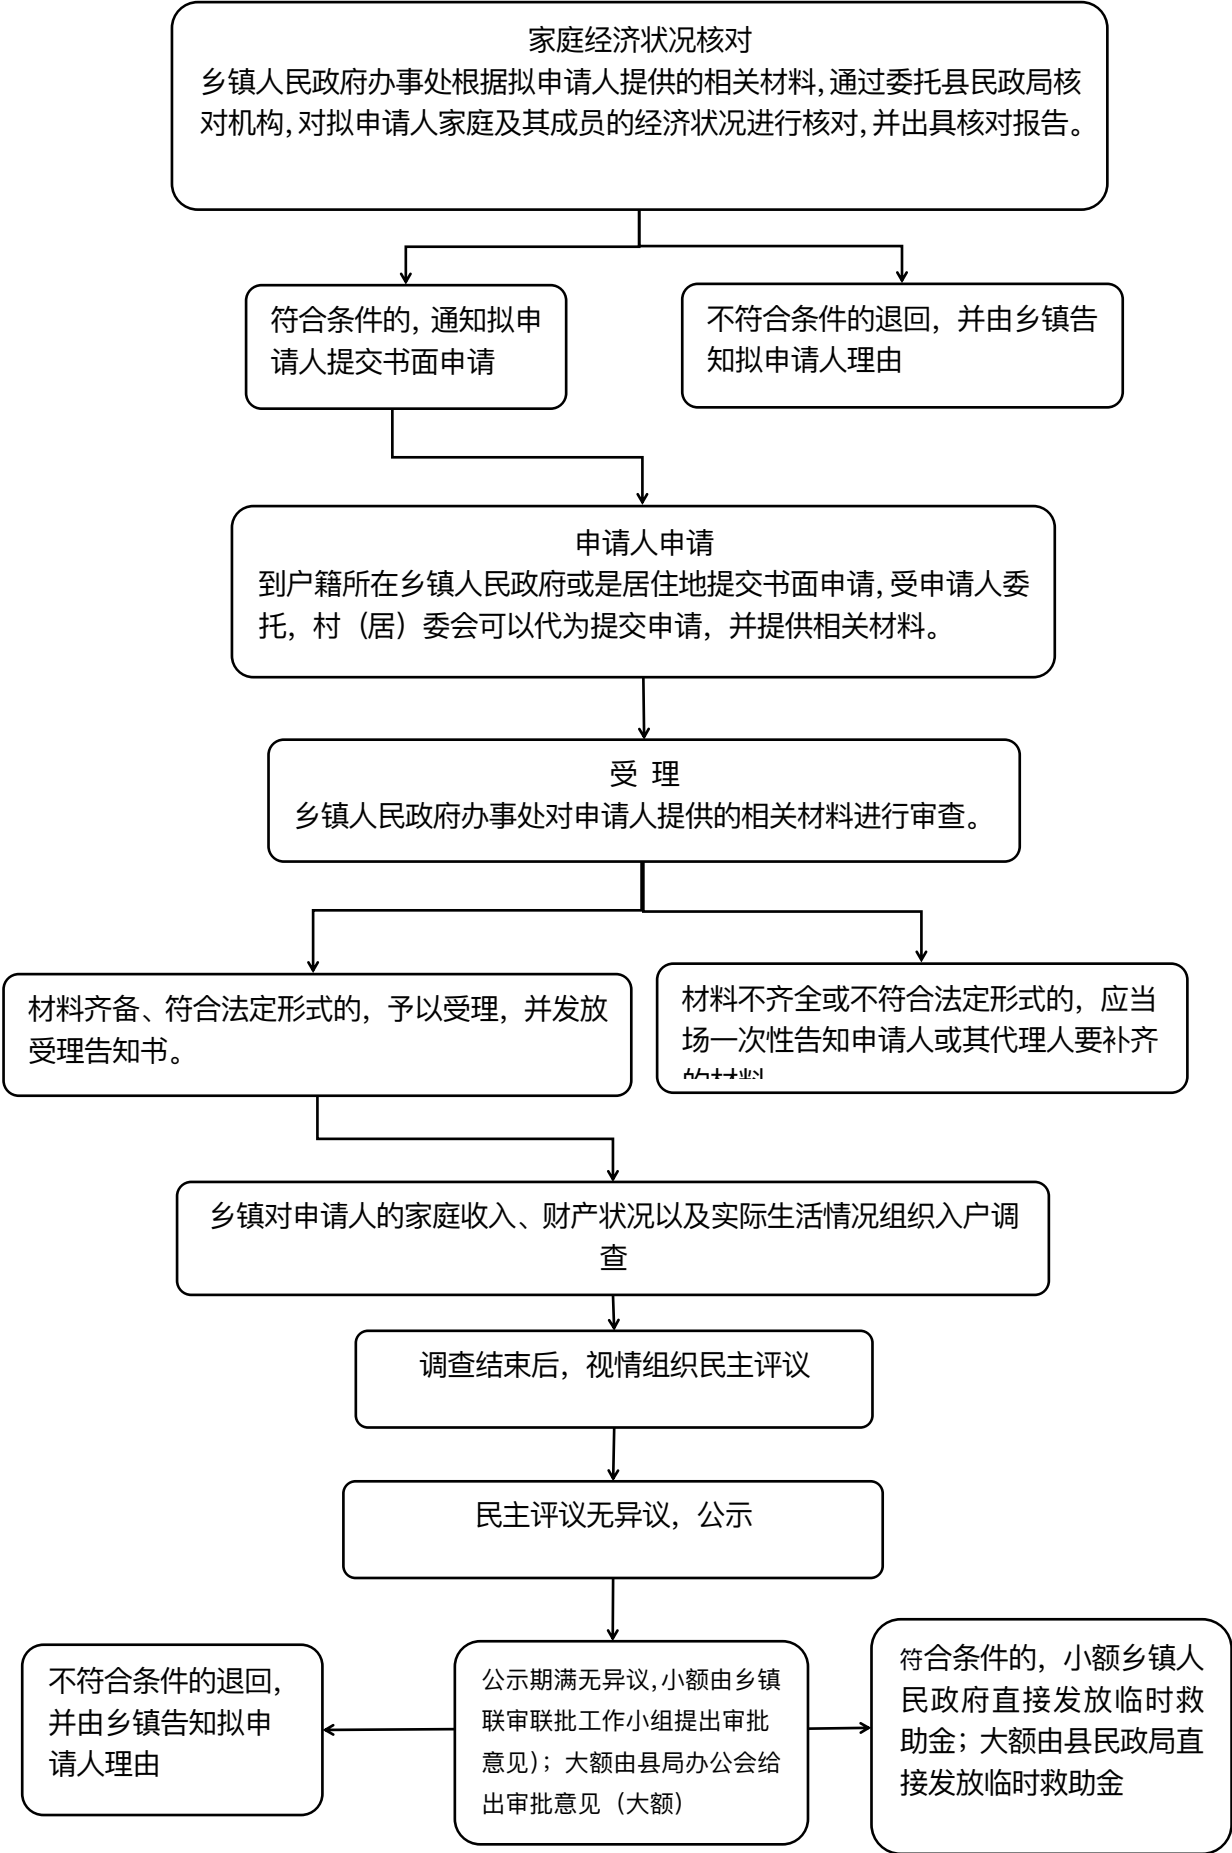 家庭经济状况核对
乡镇人民政府办事处根据拟申请人提供的相关材料,通过委托县民政局核
对机构,对拟申请人家庭及其成员的经济状况进行核对,并出具核对报告。
符合条件的,通知拟申
请人提交书面申请
不符合条件的退回，并由乡镇告
知拟申请人理由
申请人申请
到户籍所在乡镇人民政府或是居住地提交书面申请,受申请人委
托，村（居）委会可以代为提交申请，并提供相关材料。
受 理
乡镇人民政府办事处对申请人提供的相关材料进行审查。
材料齐备、符合法定形式的，予以受理，并发放
受理告知书。
材料不齐全或不符合法定形式的，应当
场一次性告知申请人或其代理人要补齐
的材料
乡镇对申请人的家庭收入、财产状况以及实际生活情况组织入户调
查
调查结束后，视情组织民主评议
民主评议无异议，公示
不符合条件的退回，
并由乡镇告知拟申
请人理由
公示期满无异议,小额由乡镇
联审联批工作小组提出审批
意见)；大额由县局办公会给
出审批意见（大额）
符合条件的，小额乡镇人
民政府直接发放临时救
助金；大额由县民政局直
接发放临时救助金